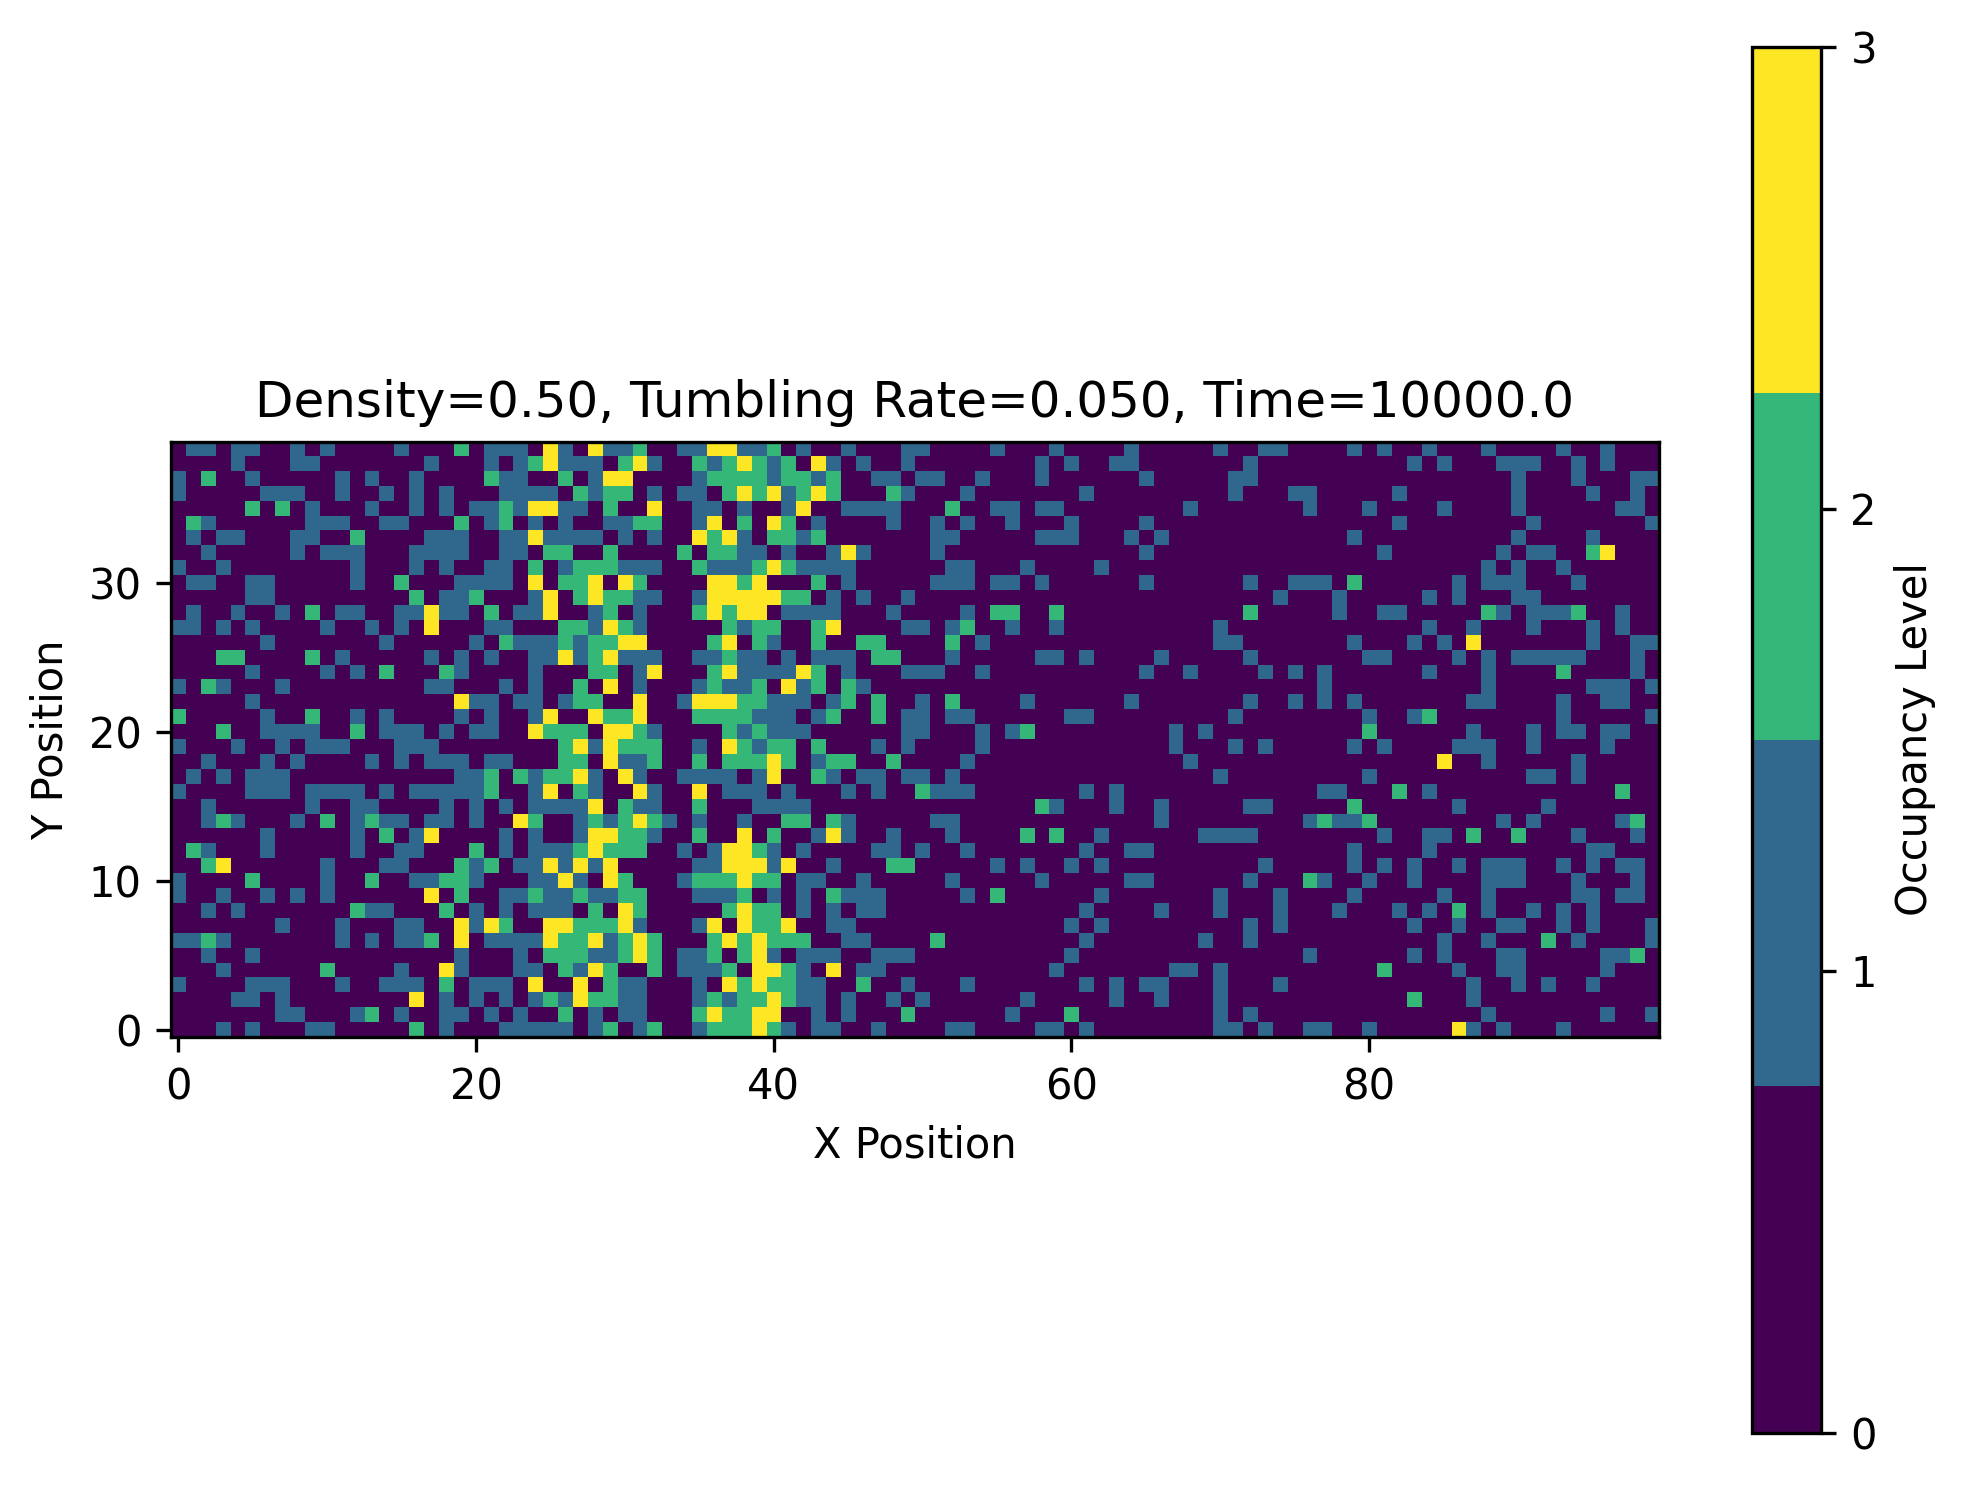 Density=0.50, Tumbling Rate=0.050, Time=10000.0
Y Position
30
20
10
0
0 20 40 60 80
X Position
3
2
1
0
Occupancy Level